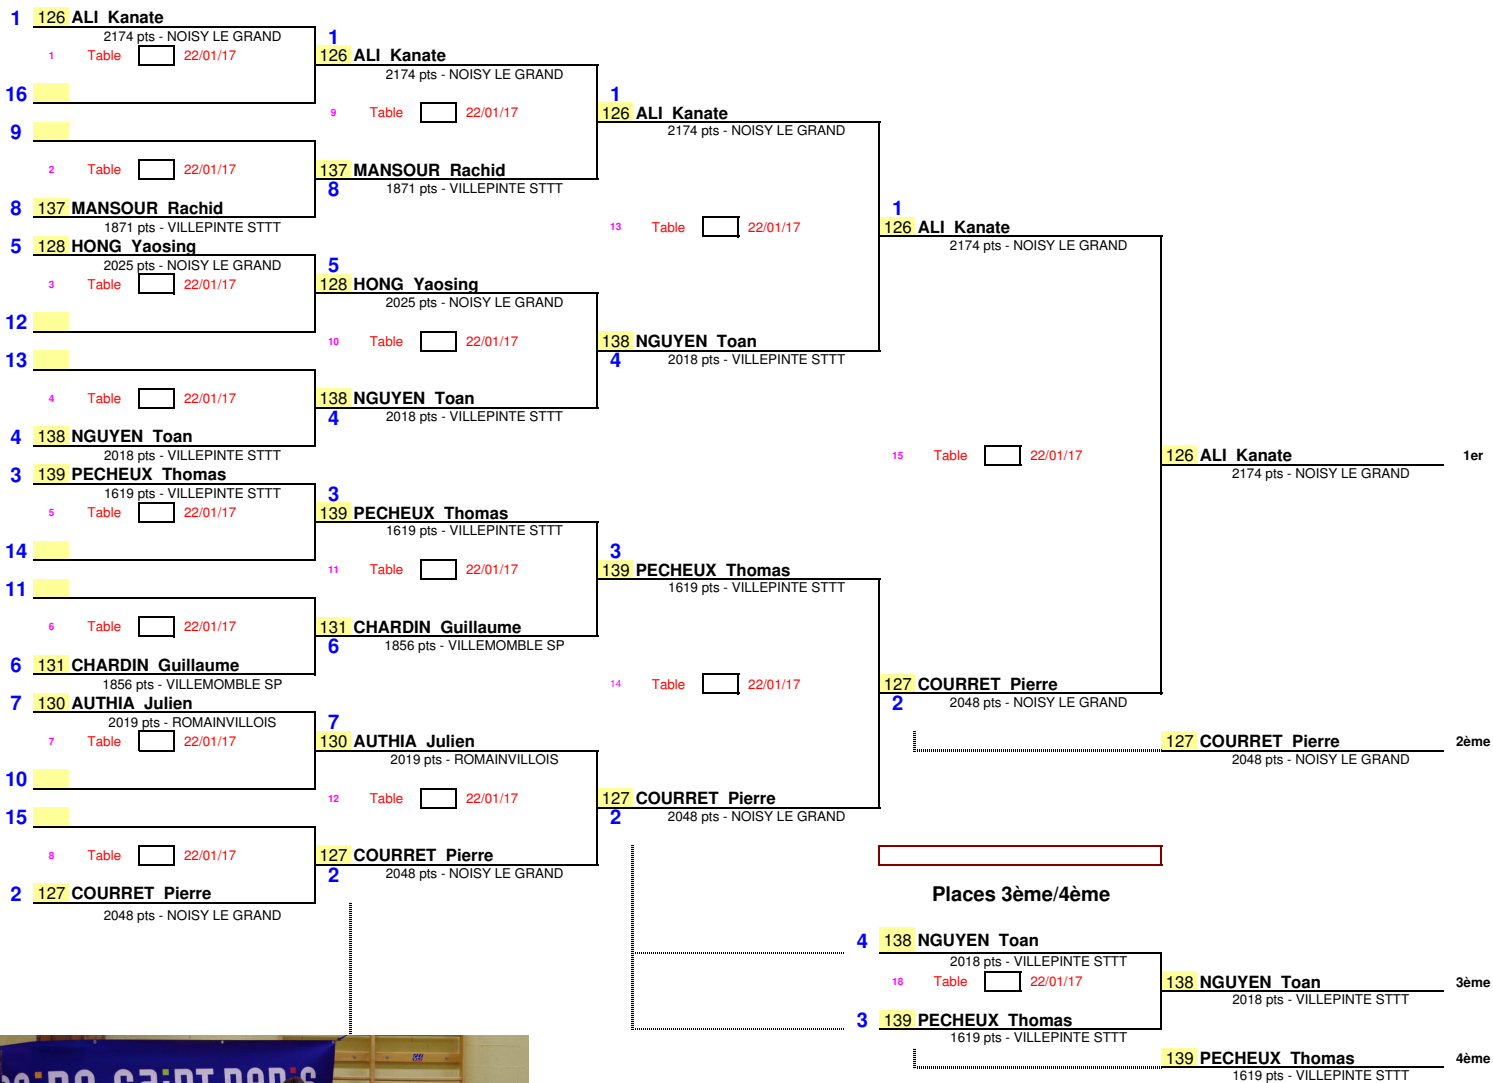 1 126 ALI Kanate
2174 pts - NOISY LE GRAND
1 Table 22/01/17
16
9
2 Table 22/01/17
8 137 MANSOUR Rachid
1871 pts - VILLEPINTE STTT
5 128 HONG Yaosing
2025 pts - NOISY LE GRAND
3 Table 22/01/17
12
13
4 Table 22/01/17
4 138 NGUYEN Toan
2018 pts - VILLEPINTE STTT
3 139 PECHEUX Thomas
1619 pts - VILLEPINTE STTT
5 Table 22/01/17
14
11
6 Table 22/01/17
6 131 CHARDIN Guillaume
1856 pts - VILLEMOMBLE SP
7 130 AUTHIA Julien
2019 pts - ROMAINVILLOIS
7 Table 22/01/17
10
15
8 Table 22/01/17
2 127 COURRET Pierre
2048 pts - NOISY LE GRAND
1
126 ALI Kanate
2174 pts - NOISY LE GRAND
9 Table 22/01/17
137 MANSOUR Rachid
8 1871 pts - VILLEPINTE STTT
5
128 HONG Yaosing
2025 pts - NOISY LE GRAND
10 Table 22/01/17
138 NGUYEN Toan
4 2018 pts - VILLEPINTE STTT
3
139 PECHEUX Thomas
1619 pts - VILLEPINTE STTT
11 Table 22/01/17
131 CHARDIN Guillaume
6 1856 pts - VILLEMOMBLE SP
7
130 AUTHIA Julien
2019 pts - ROMAINVILLOIS
12 Table 22/01/17
127 COURRET Pierre
2 2048 pts - NOISY LE GRAND
1
126 ALI Kanate
2174 pts - NOISY LE GRAND
13 Table 22/01/17
138 NGUYEN Toan
4 2018 pts - VILLEPINTE STTT
3
139 PECHEUX Thomas
1619 pts - VILLEPINTE STTT
14 Table 22/01/17
127 COURRET Pierre
2 2048 pts - NOISY LE GRAND
1
126 ALI Kanate
2174 pts - NOISY LE GRAND
15 Table 22/01/17
127 COURRET Pierre
2 2048 pts - NOISY LE GRAND
126 ALI Kanate 1er
2174 pts - NOISY LE GRAND
127 COURRET Pierre 2ème
2048 pts - NOISY LE GRAND
Places 3ème/4ème
4 138 NGUYEN Toan
2018 pts - VILLEPINTE STTT
18 Table 22/01/17
3 139 PECHEUX Thomas
1619 pts - VILLEPINTE STTT
138 NGUYEN Toan 3ème
2018 pts - VILLEPINTE STTT
139 PECHEUX Thomas 4ème
1619 pts - VILLEPINTE STTT